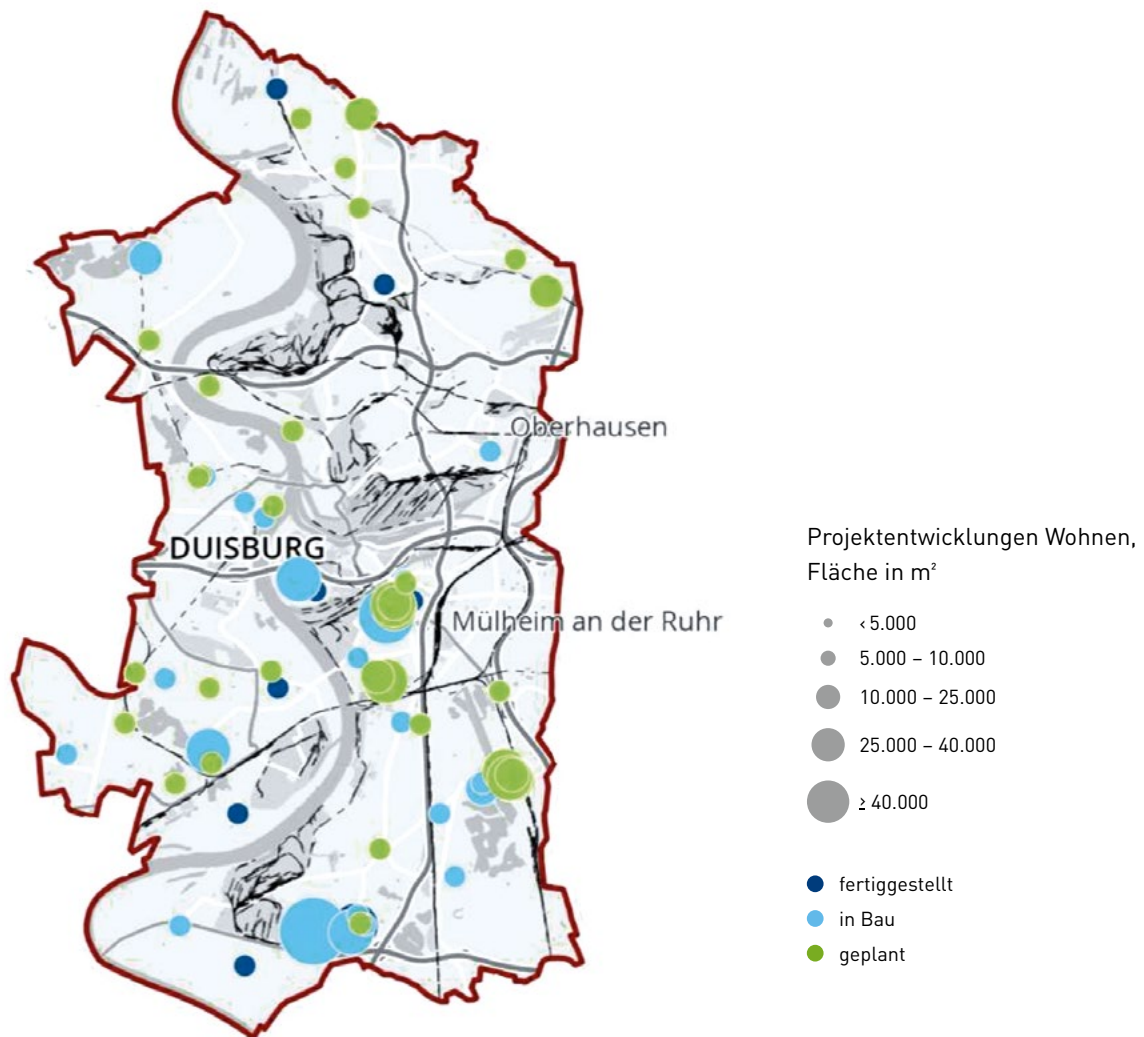 Oberhausen
DUISBURG
Mülheim an der Ruhr
Projektentwicklungen Wohnen,
Fläche in m²
‹ 5.000
5.000 – 10.000
10.000 – 25.000
25.000 – 40.000
≥ 40.000
fertiggestellt
in Bau
geplant